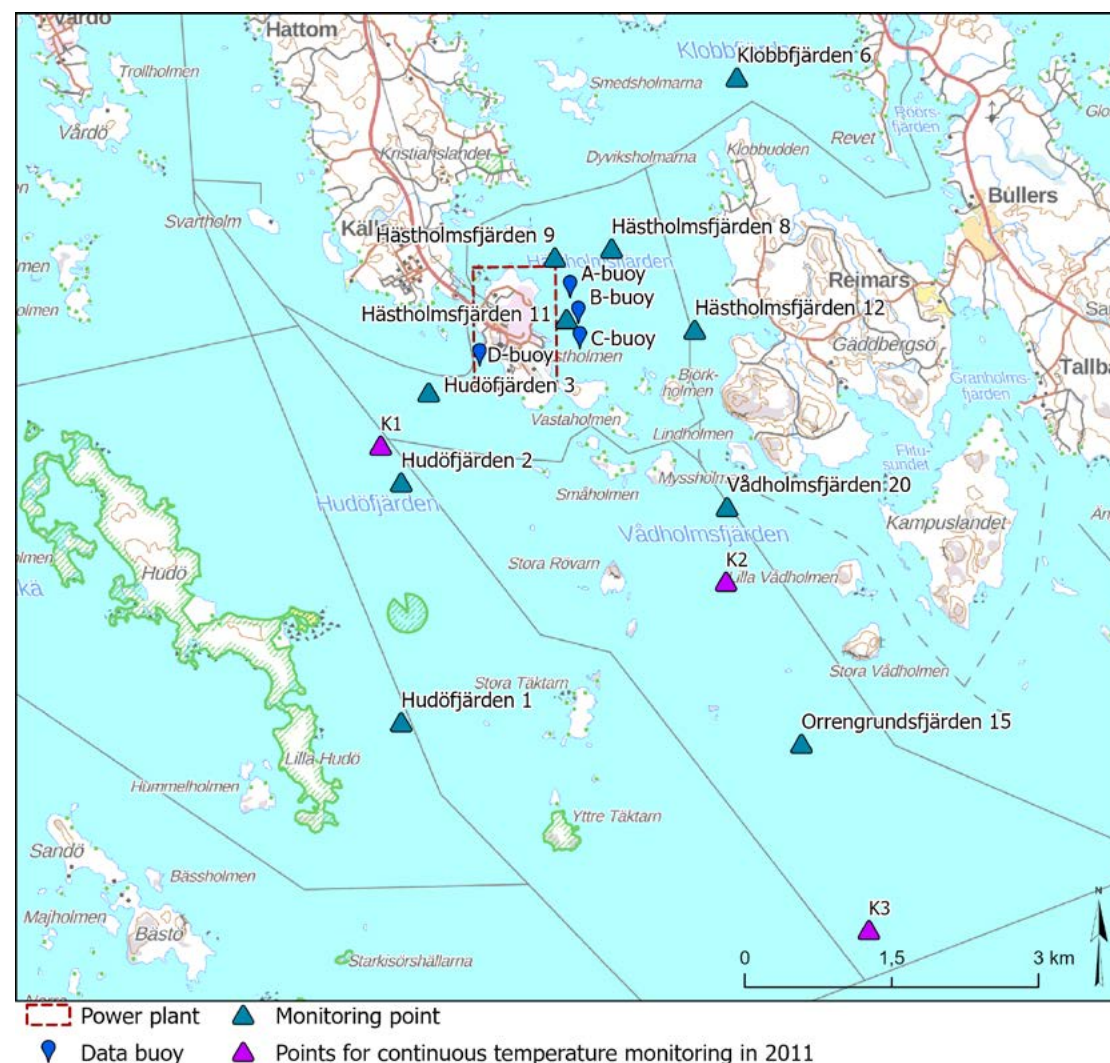 Vårdö
Hattom
Klobbfjärden 6
Trollholmen
Smedsholmarna
Vårdö
Kristianslandet
Dyviksholmarna
Klobbudden
Revet
Röörs-
fjärden
Bullers
Svartholm
Hästholmsfjärden 9
Hästholmsfjärden 8
A-buoy
B-buoy
Reimars
Hästholmsfjärden 11
Hästholmsfjärden 12
C-buoy
D-buoy
Gäddbergsö
Hudöfjärden 3
Björk-
holmen
Granholms-
fjärden
Vastaholmen
Lindholmen
K1
Hudöfjärden 2
Flitu-
sundet
Småholmen
Vådholmsfjärden 20
Hudöfjärden
Vådholmsfjärden
Kampuslandet
Stora Rövarn
K2
Lilla Vådholmen
Hudö
Stora Vådholmen
Stora Täktarn
Hudöfjärden 1
Orrengrundsfjärden 15
Lilla Hudö
Hummelholmen
Yttre Täktarn
Sandö
Bässholmen
K3
Majholmen
Bastö
Starkisörshällarna
N
0 1,5 3 km
Power plant
Monitoring point
Data buoy
Points for continuous temperature monitoring in 2011